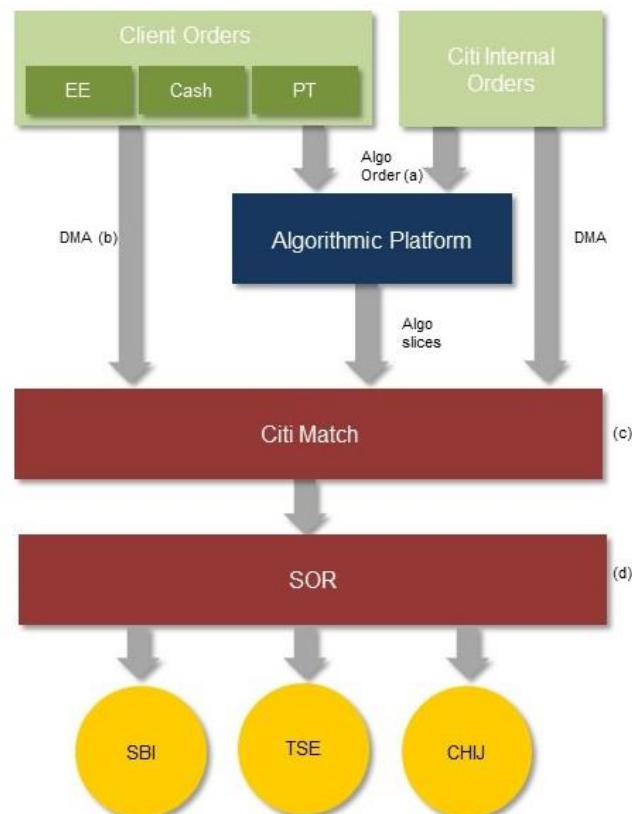 Client Orders
EE
Cash
PT
Citi Internal
Orders
Algo
Order (a)
DMA (b)
Algorithmic Platform
DMA
Algo
slices
Citi Match
(c)
SOR
(d)
SBI
TSE
CHIJ